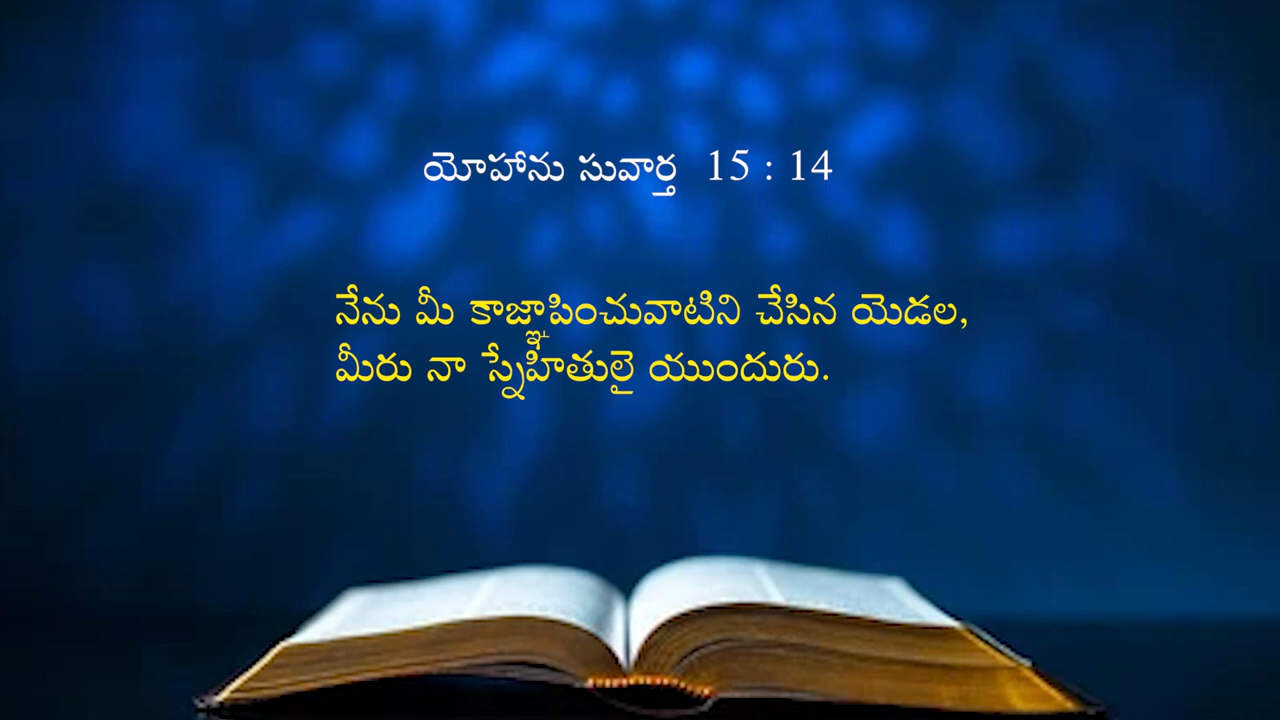 యోహాను సువార్త 15 : 14
నేను మీ కాజ్ఞాపించువాటిని చేసిన యెడల,
మీరు నా స్నేహితులై యుందురు.